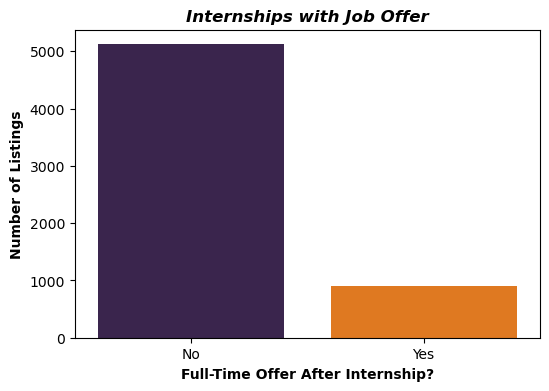 Internships with Job Offer
Number of Listings
5000
4000
3000
2000
1000
0
No
Yes
Full-Time Offer After Internship?